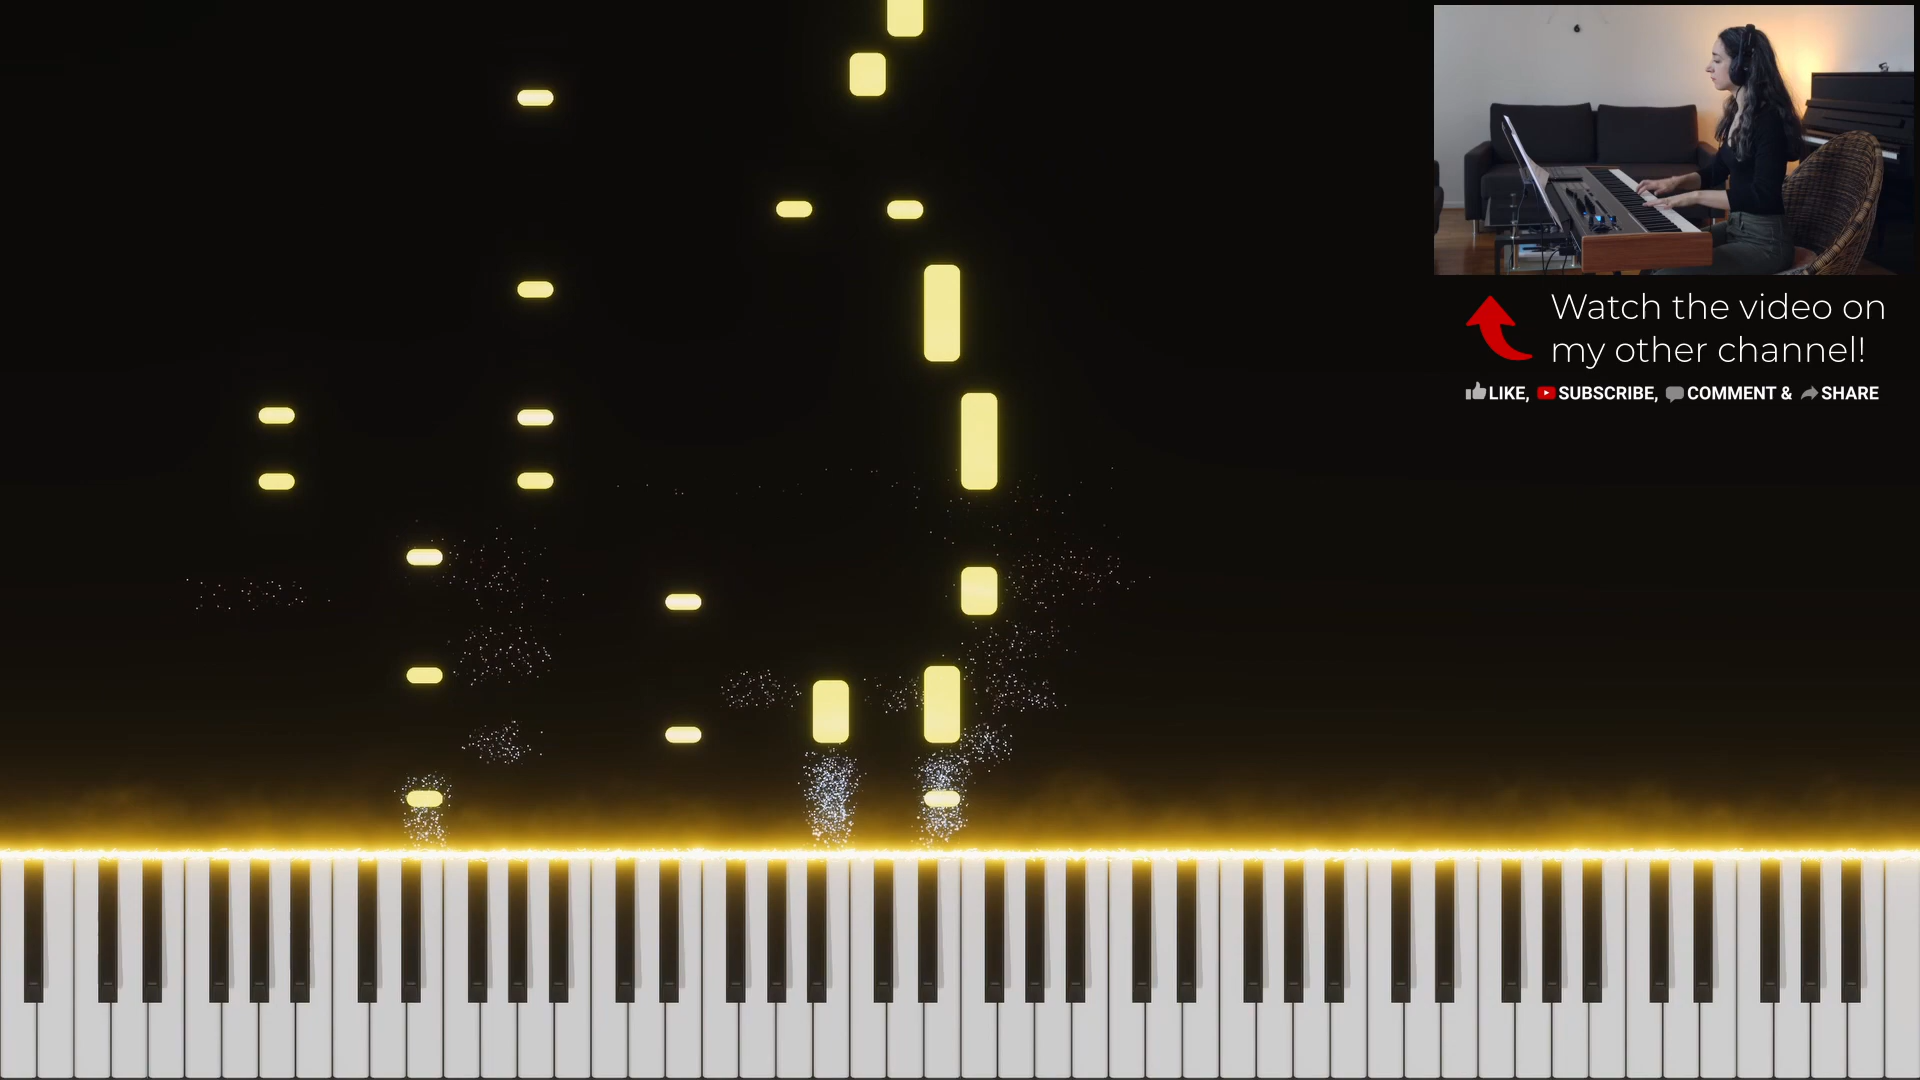 Watch the video on
my other channel!
LIKE, SUBSCRIBE, COMMENT & SHARE